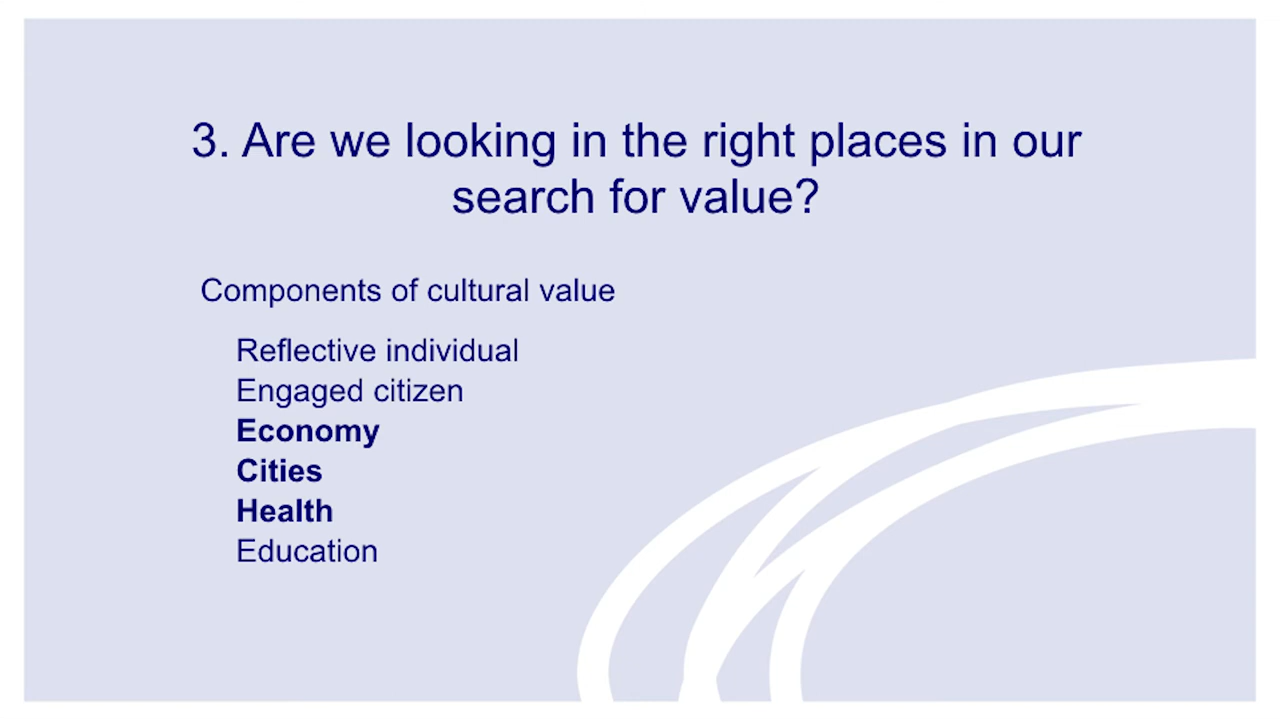 3. Are we looking in the right places in our
search for value?
Components of cultural value
Reflective individual
Engaged citizen
Economy
Cities
Health
Education